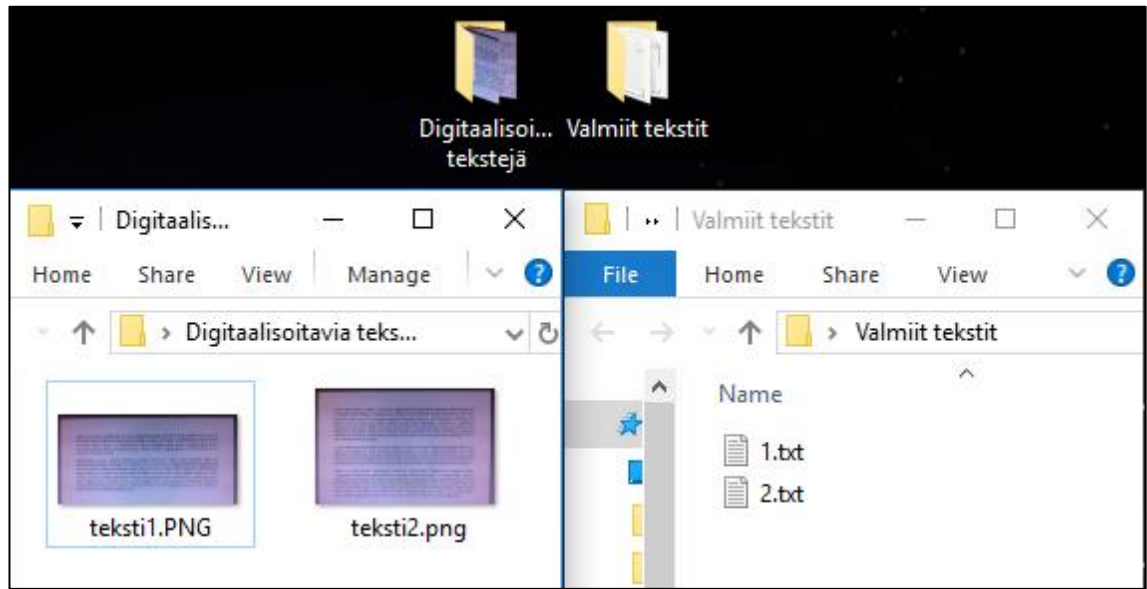 Digitaalisoi...
tekstejä
Valmiit tekstit
Digitaalis...
Home Share View Manage
Digitaalisoitavia teks...
teksti1.PNG teksti2.png
Valmiit tekstit
File Home Share View
Valmiit tekstit
Name
1.txt
2.txt